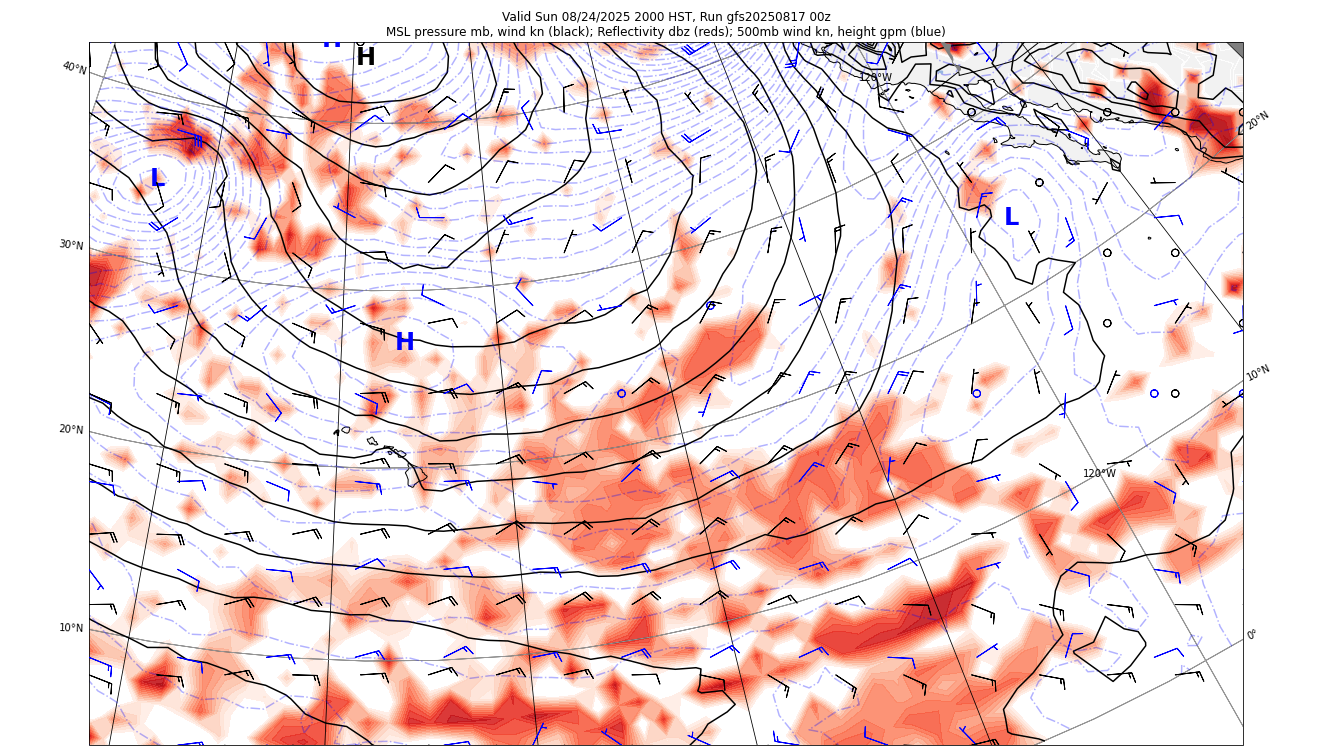 Valid Sun 08/24/2025 2000 HST, Run gfs20250817 00z
MSL pressure mb, wind kn (black); Reflectivity dbz (reds); 500mb wind kn, height gpm (blue)
H
H
40°N
120°W
20°N
L
L
30°N
H
10°N
20°N
120°W
10°N
0°